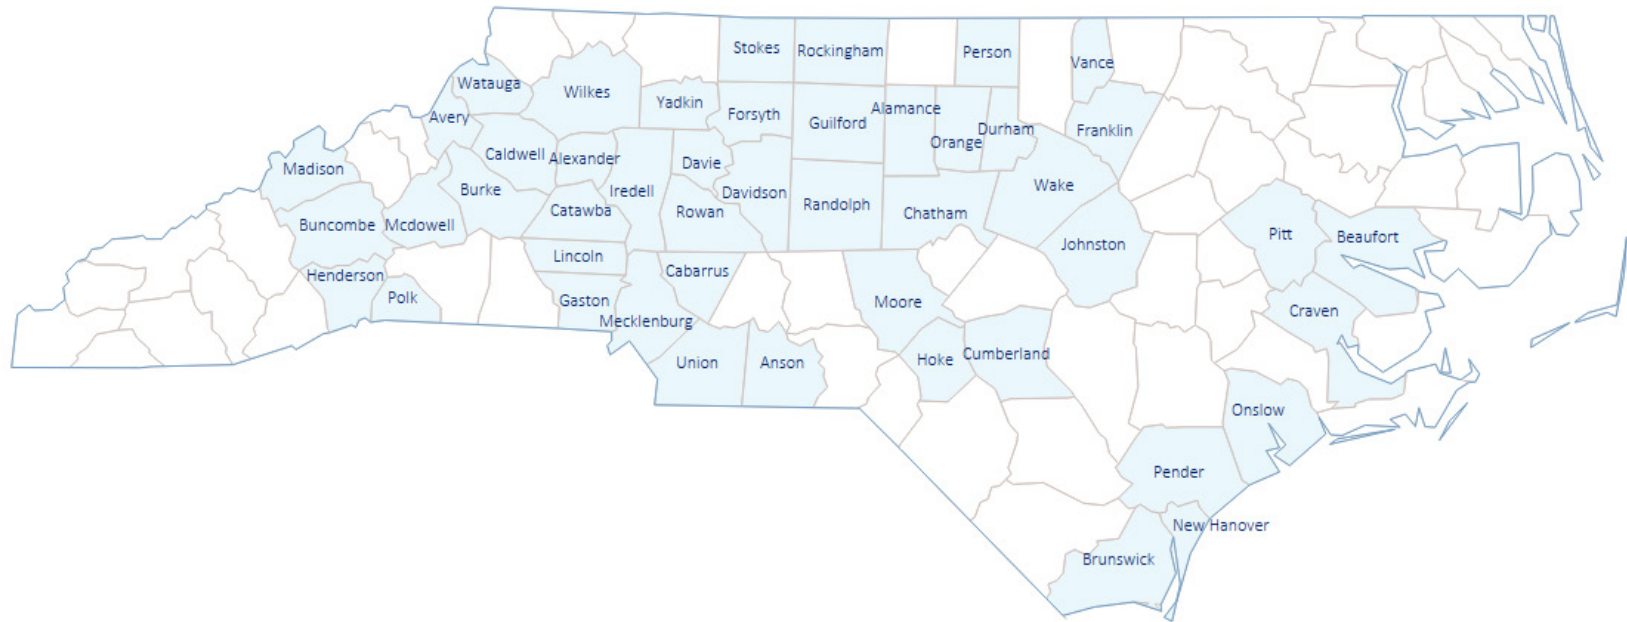 Stokes
Rockingham
Person
Vance
Watauga
Wilkes
Yadkin
Forsyth
Guilford
Alamance
Orange
Durham
Franklin
Avery
Caldwell
Alexander
Davie
Madison
Burke
Iredell
Davidson
Wake
Randolph
Chatham
Catawba
Rowan
Buncombe
Mcdowell
Johnston
Pitt
Beaufort
Lincoln
Cabarrus
Henderson
Polk
Gaston
Mecklenburg
Moore
Craven
Union
Anson
Hoke
Cumberland
Onslow
Pender
New Hanover
Brunswick